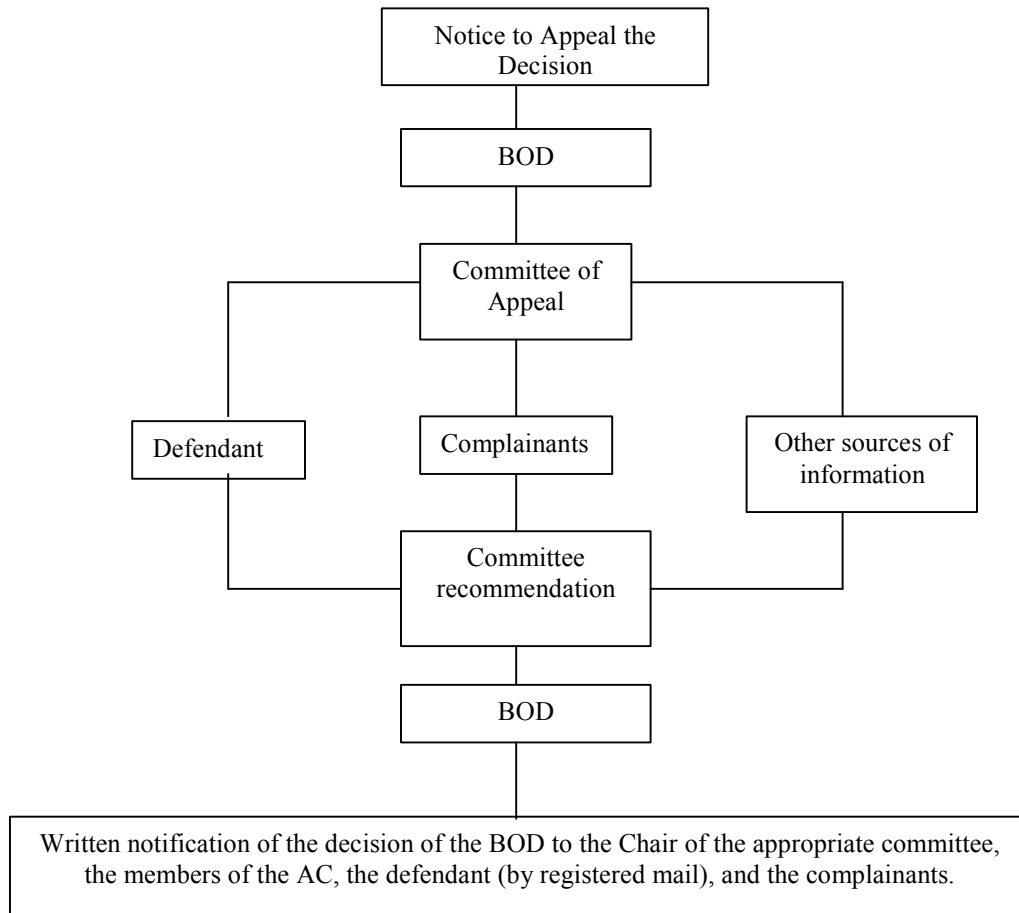 Notice to Appeal the
Decision
BOD
Committee of
Appeal
Defendant
Complainants
Other sources of
information
Committee
recommendation
BOD
Written notification of the decision of the BOD to the Chair of the appropriate committee,
the members of the AC, the defendant (by registered mail), and the complainants.